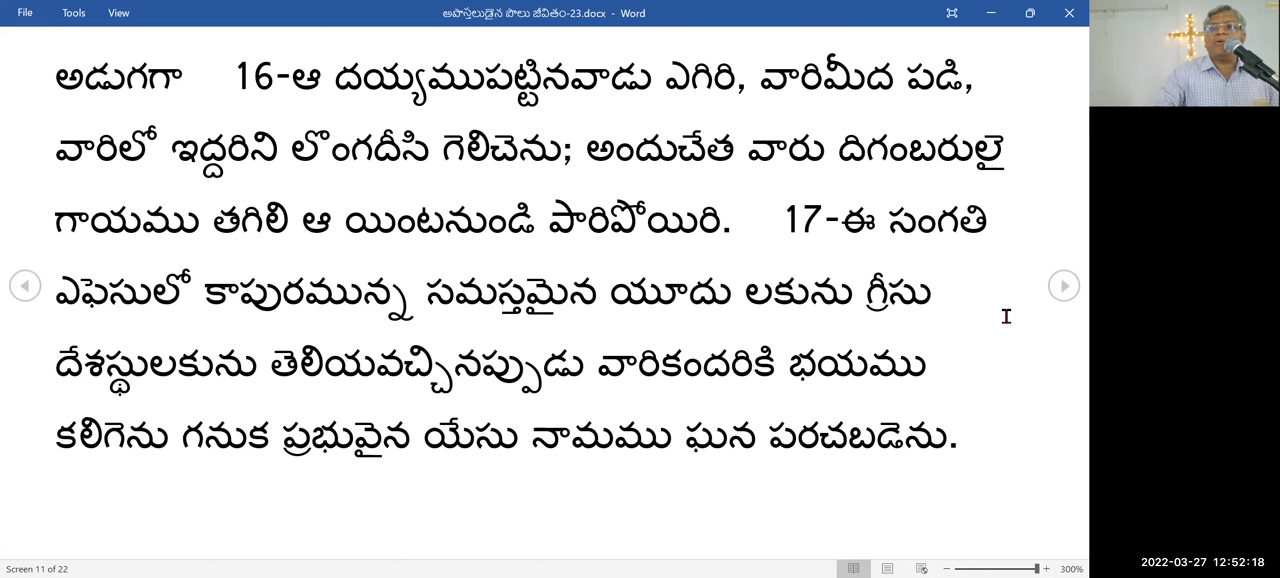 File Tools View అపొస్తలుడైన పౌలు జీవితం-23.docx - Word
అడుగగా 16-ఆ దయ్యముపట్టినవాడు ఎగిరి, వారిమీద పడి,
వారిలో ఇద్దరిని లొంగదీసి గెలిచెను; అందుచేత వారు దిగంబరులై
గాయము తగిలి ఆ యింటనుండి పారిపోయిరి. 17-ఈ సంగతి
ఎఫెసులో కాపురమున్న సమస్తమైన యూదు లకును గ్రీసు
దేశస్థులకును తెలియవచ్చినప్పుడు వారికందరికి భయము
కలిగెను గనుక ప్రభువైన యేసు నామము ఘన పరచబడెను.
Screen 11 of 22 300%
2022-03-27 12:52:18